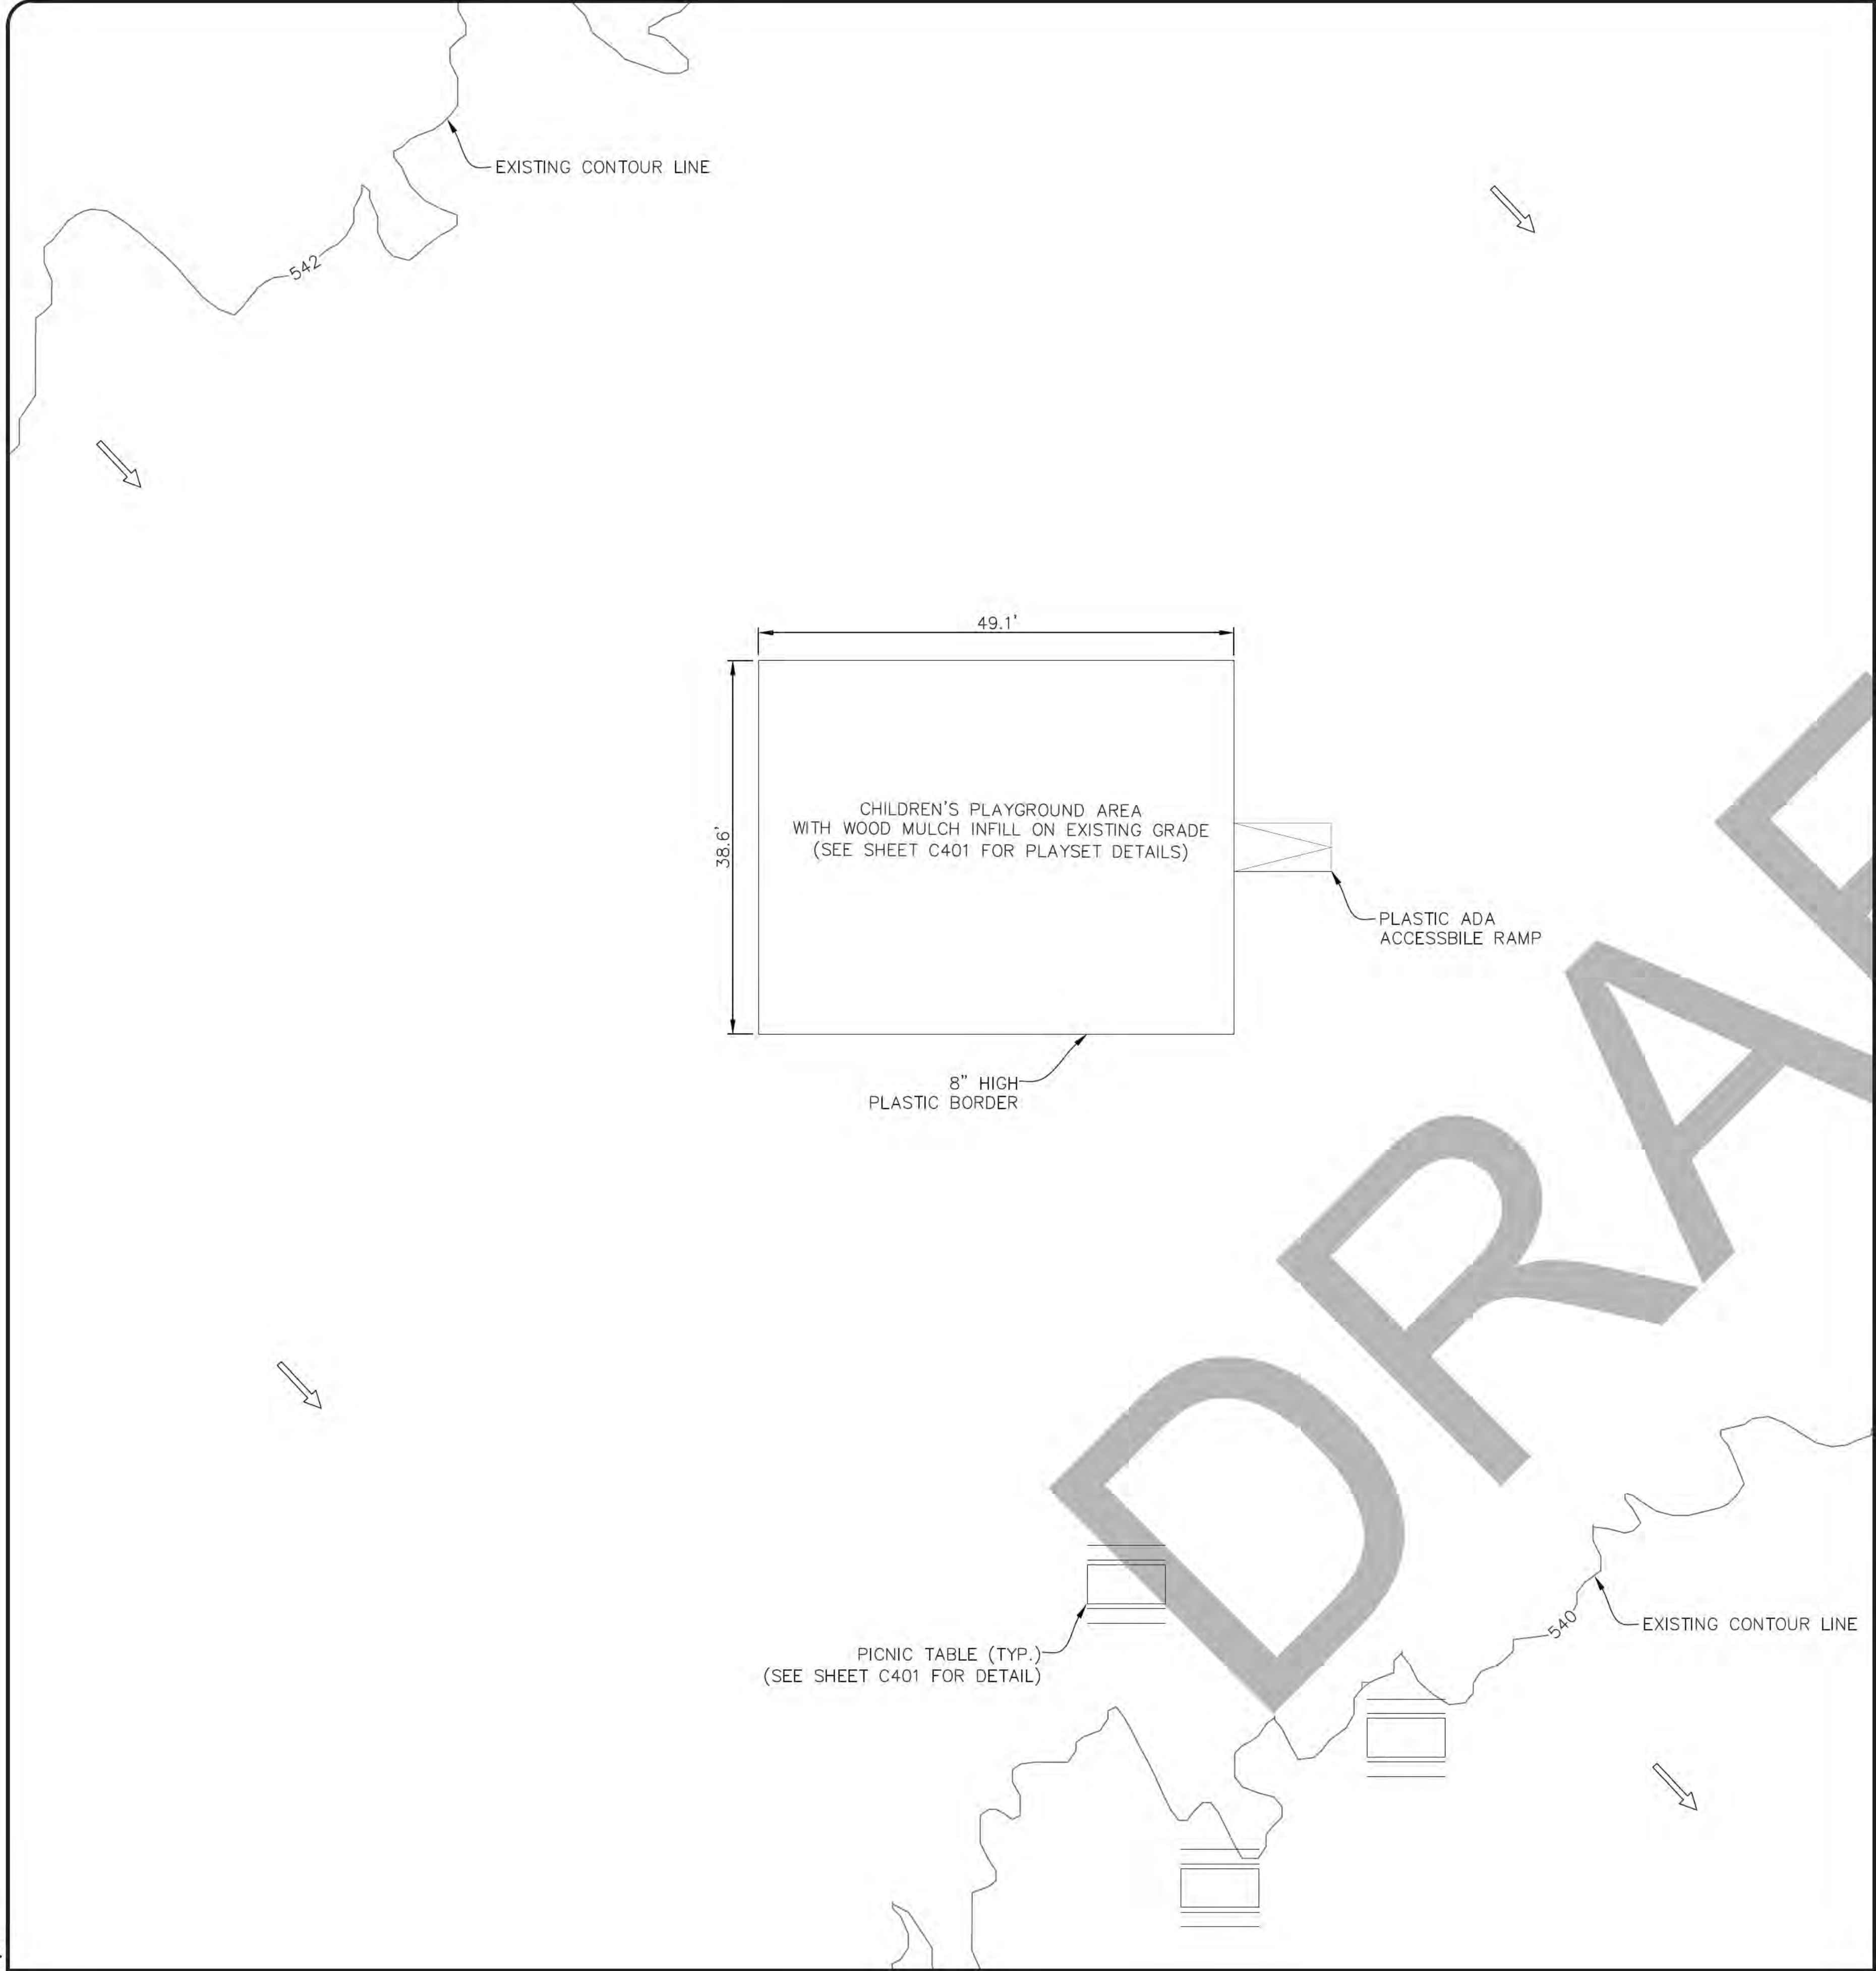 EXISTING CONTOUR LINE
542
49.1'
38.6'
CHILDREN'S PLAYGROUND AREA
WITH WOOD MULCH INFILL ON EXISTING GRADE
(SEE SHEET C401 FOR PLAYSET DETAILS)
PLASTIC ADA
ACCESSBILE RAMP
8" HIGH
PLASTIC BORDER
DRAF
PICNIC TABLE (TYP.)
(SEE SHEET C401 FOR DETAIL)
540
EXISTING CONTOUR LINE